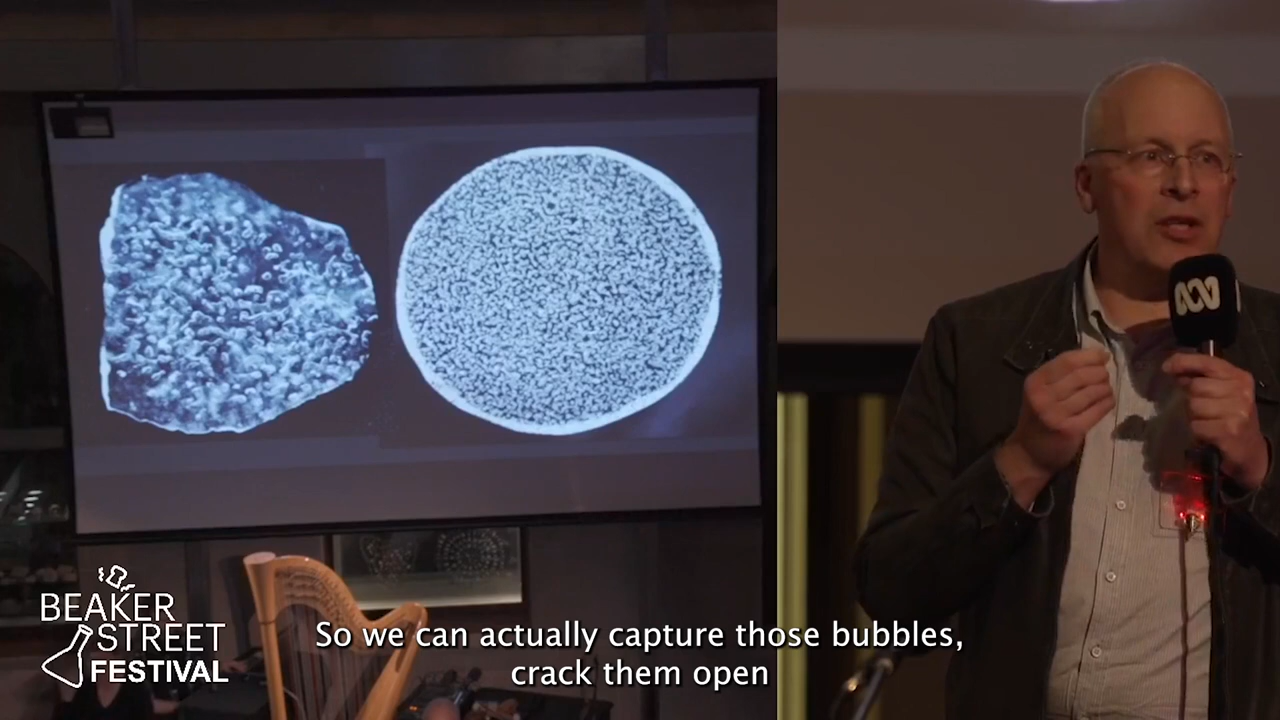 BEAKER
STREET
FESTIVAL
So we can actually capture those bubbles,
crack them open